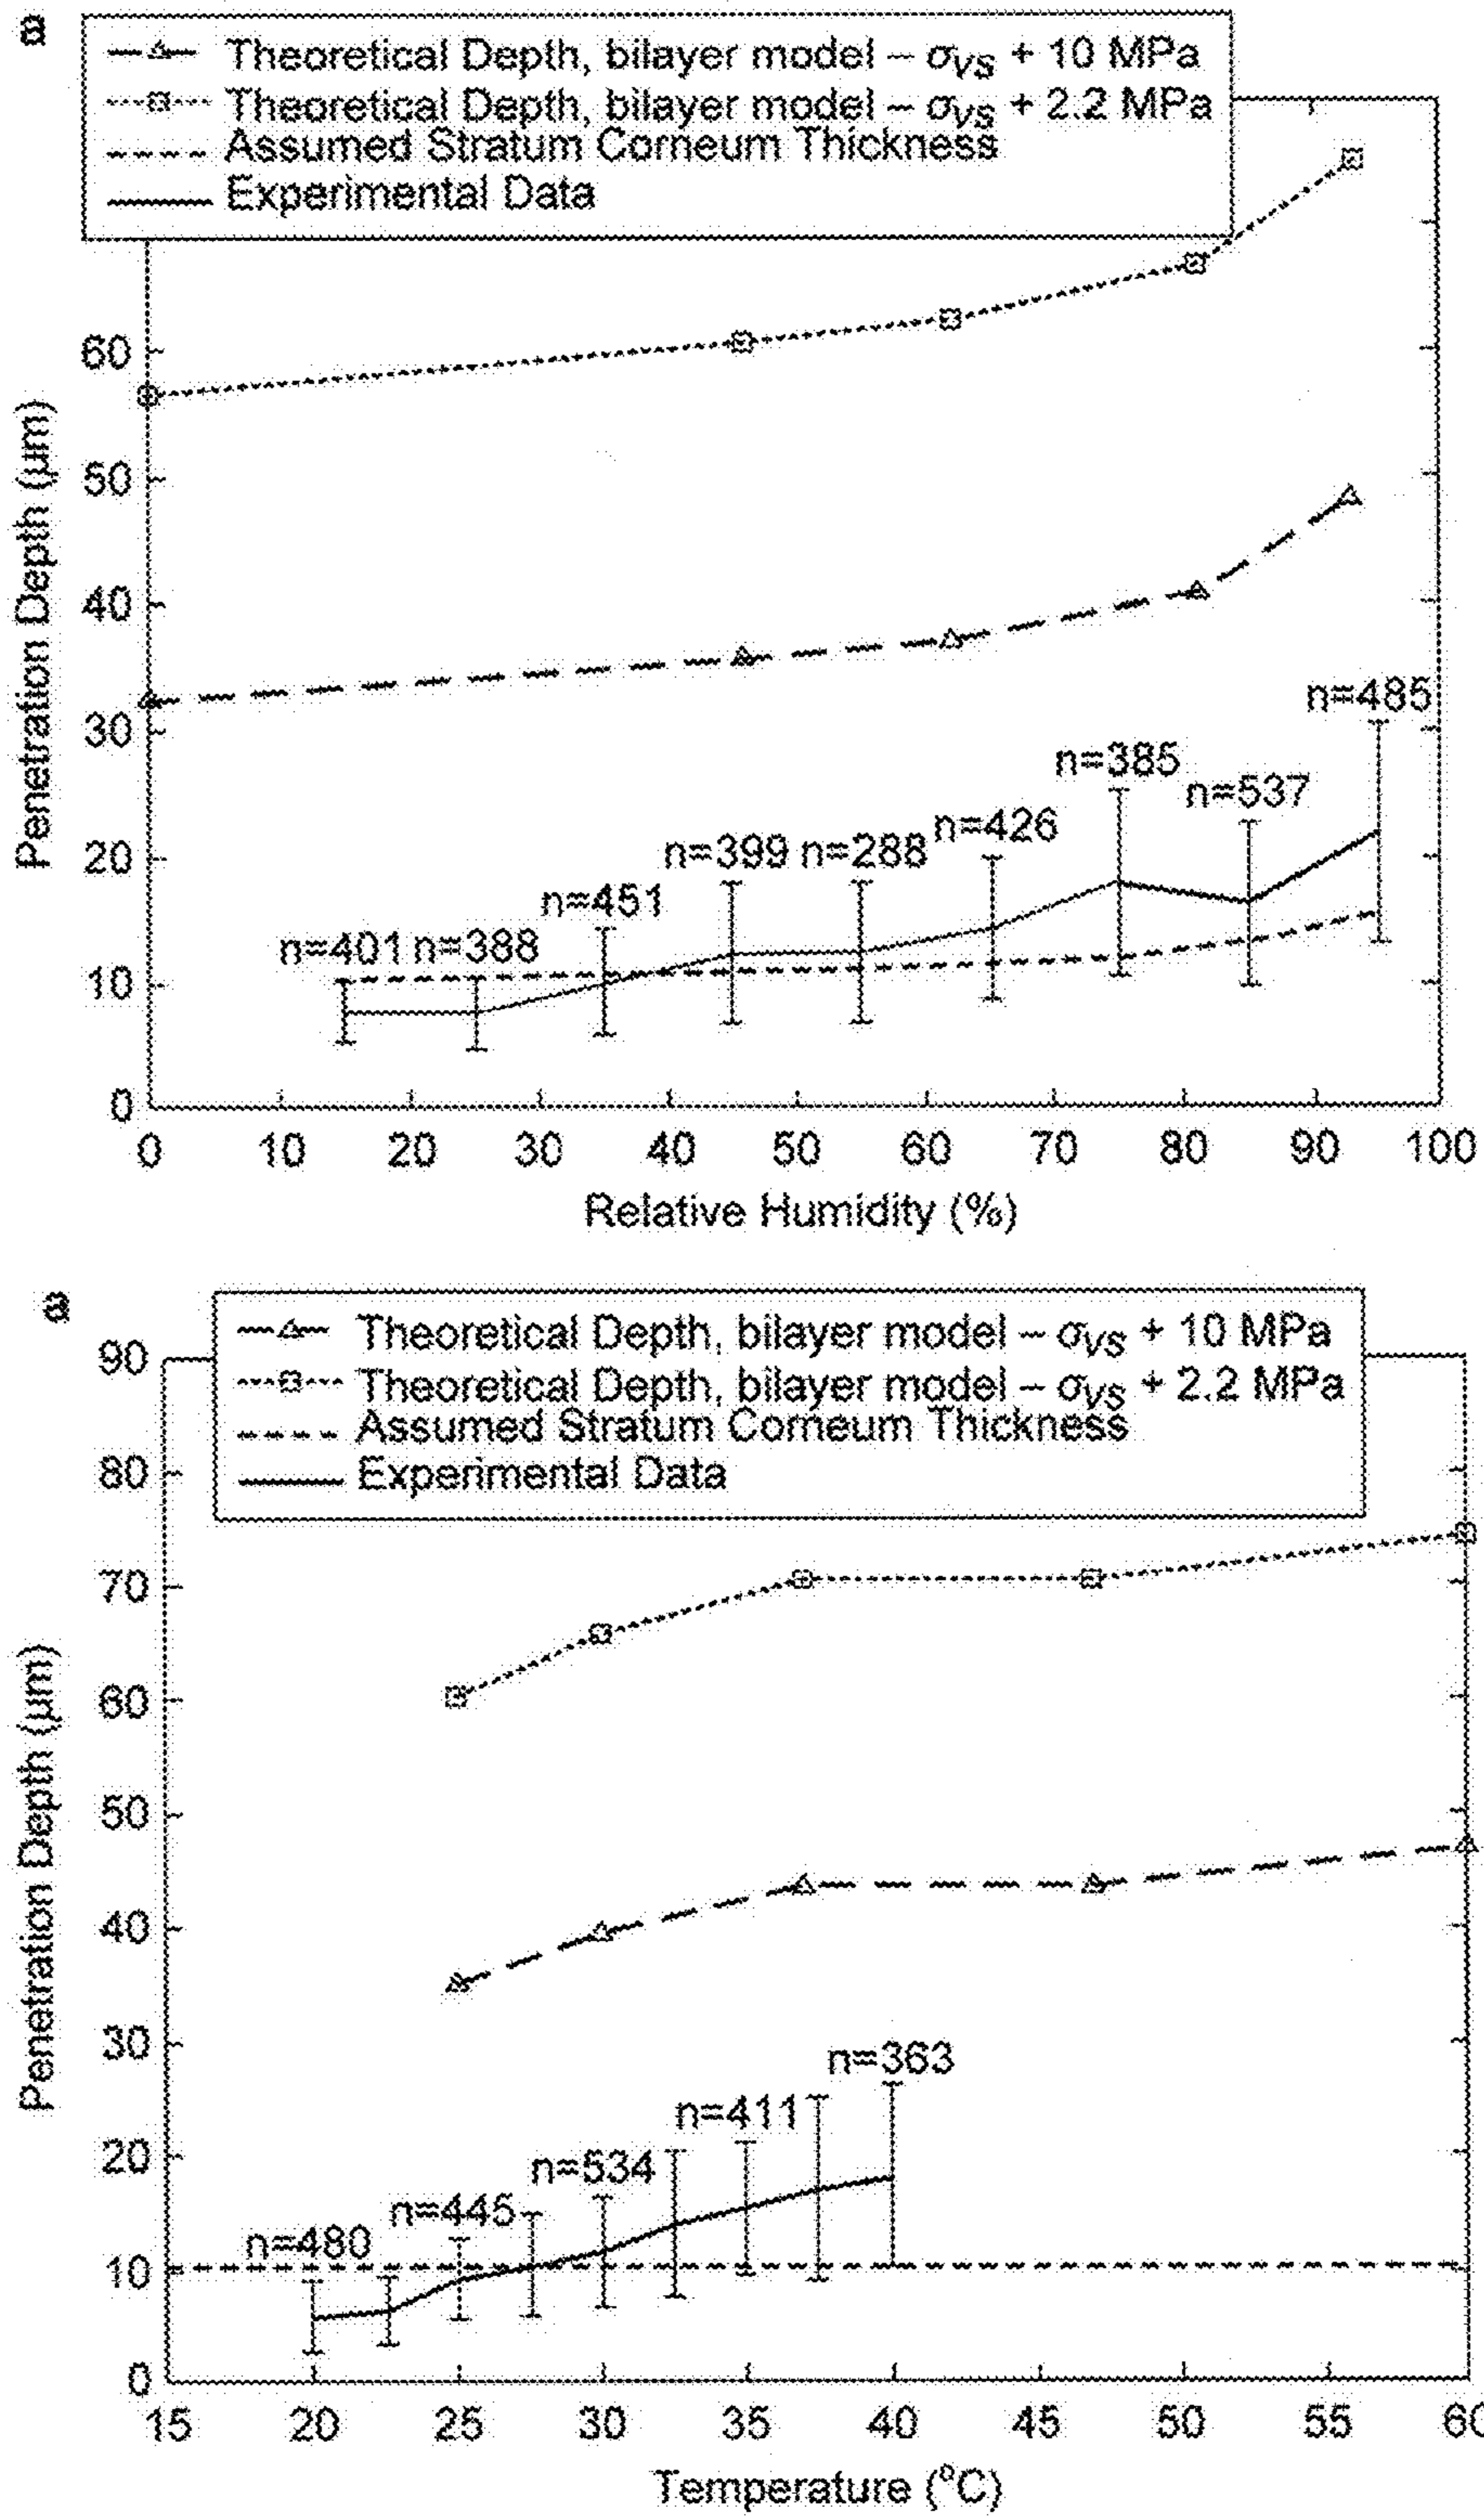 a
Theoretical Depth, bilayer model – σVS + 10 MPa
Theoretical Depth, bilayer model – σVS + 2.2 MPa
Assumed Stratum Corneum Thickness
Experimental Data
60
50
40
30
20
10
0
Penetration Depth (µm)
n=401
n=388
n=451
n=399
n=288
n=426
n=385
n=537
n=485
0 10 20 30 40 50 60 70 80 90 100
Relative Humidity (%)
a
Theoretical Depth, bilayer model – σVS + 10 MPa
Theoretical Depth, bilayer model – σVS + 2.2 MPa
Assumed Stratum Corneum Thickness
Experimental Data
90
80
70
60
50
40
30
20
10
0
Penetration Depth (µm)
n=480
n=445
n=534
n=411
n=363
15 20 25 30 35 40 45 50 55 60
Temperature (°C)